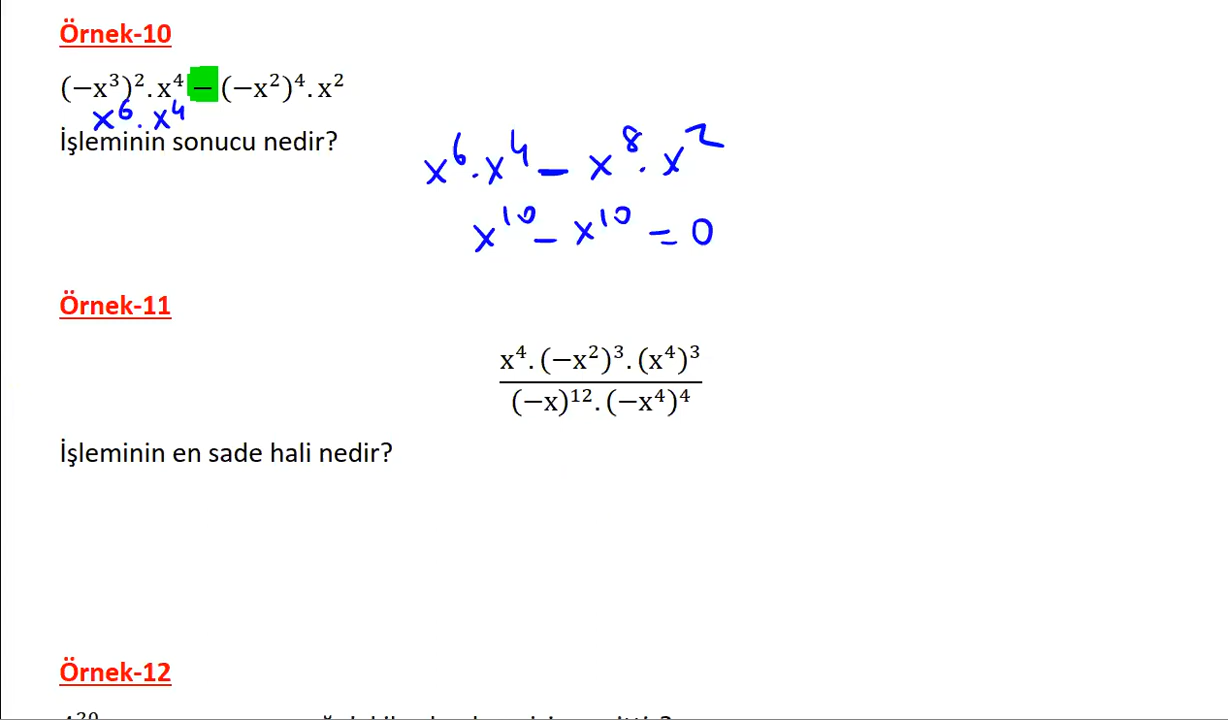 Örnek-10
(−x³)².x⁴ − (−x²)⁴.x²
x⁶.x⁴
İşleminin sonucu nedir?
x⁶.x⁴ − x⁸.x²
x¹⁰ − x¹⁰ = 0
Örnek-11
x⁴.(−x²)³.(x⁴)³
(−x)¹².(−x⁴)⁴
İşleminin en sade hali nedir?
Örnek-12